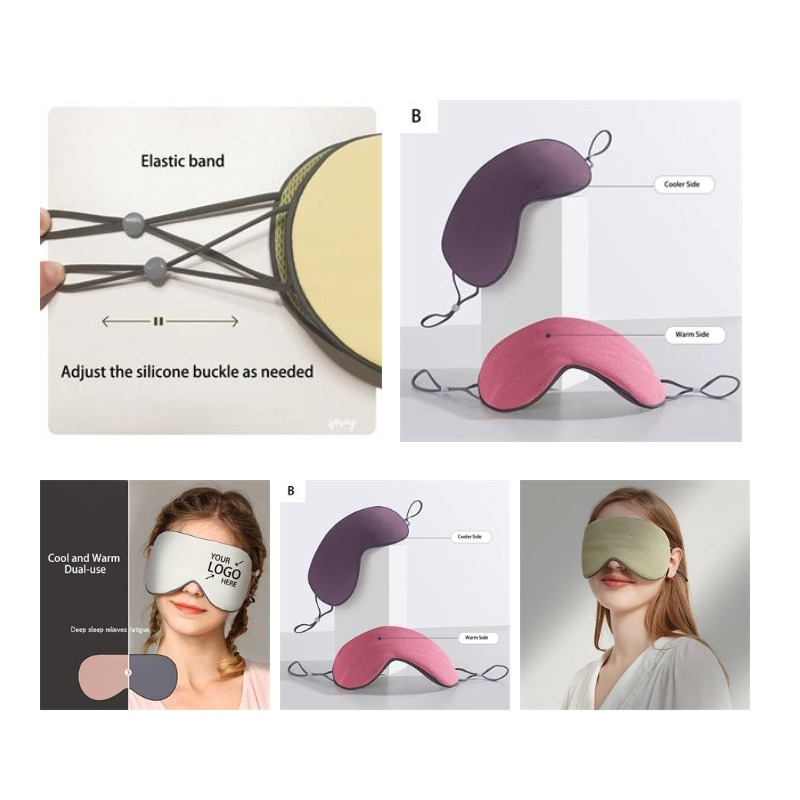 Elastic band
Adjust the silicone buckle as needed
spring
B
Cooler Side
Warm Side
Cool and Warm
Dual-use
Deep sleep relieves fatigue.
YOUR
LOGO
HERE
B
Cooler Side
Warm Side